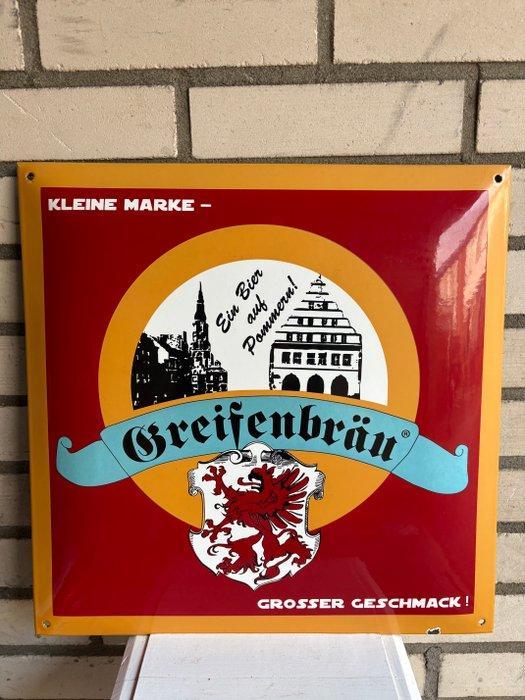 KLEINE MARKE –
Ein Bier
auf
Pommern!
Greifenbräu®
GROSSER GESCHMACK!